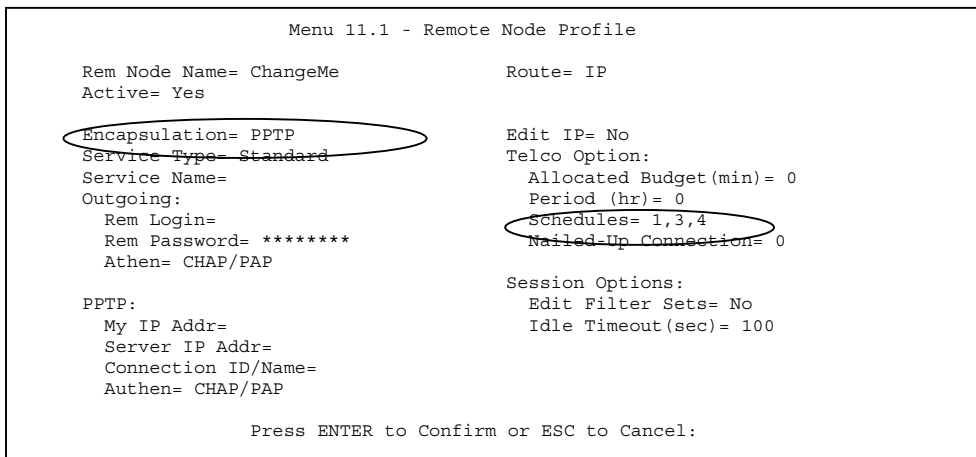 Menu 11.1 - Remote Node Profile
Rem Node Name= ChangeMe Route= IP
Active= Yes
Encapsulation= PPTP Edit IP= No
Service Type= Standard Telco Option:
Service Name= Allocated Budget(min)= 0
Outgoing: Period (hr)= 0
Rem Login= Schedules= 1,3,4
Rem Password= ******** Nailed-Up Connection= 0
Athen= CHAP/PAP
Session Options:
PPTP: Edit Filter Sets= No
My IP Addr= Idle Timeout(sec)= 100
Server IP Addr=
Connection ID/Name=
Authen= CHAP/PAP
Press ENTER to Confirm or ESC to Cancel: